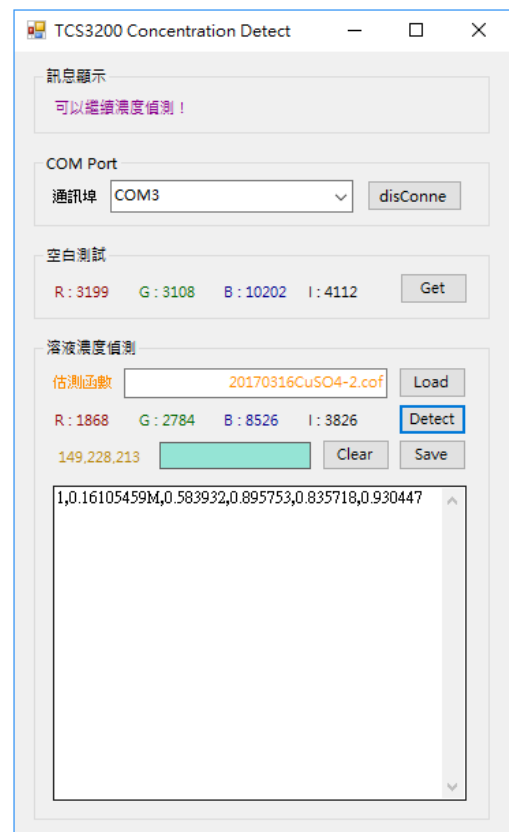 TCS3200 Concentration Detect
訊息顯示
可以繼續濃度偵測！
COM Port
通訊埠 COM3 disConne
空白測試
R : 3199 G : 3108 B : 10202 I : 4112 Get
溶液濃度偵測
估測函數 20170316CuSO4-2.cof Load
R : 1868 G : 2784 B : 8526 I : 3826 Detect
149,228,213 Clear Save
1,0.16105459M,0.583932,0.895753,0.835718,0.930447